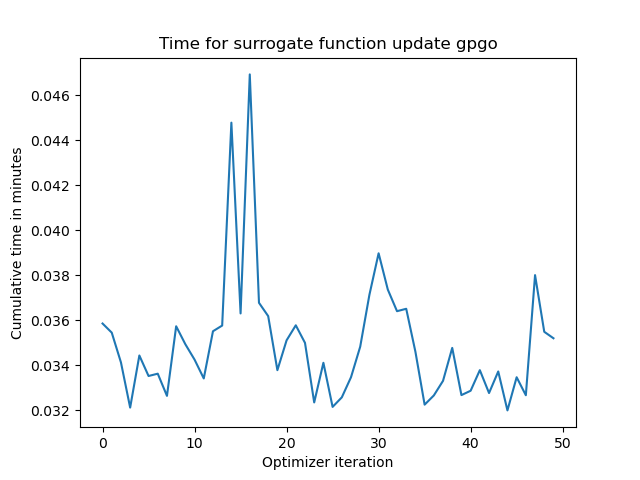 Time for surrogate function update gpgo
0.046
0.044
0.042
0.040
0.038
0.036
0.034
0.032
Cumulative time in minutes
0 10 20 30 40 50
Optimizer iteration